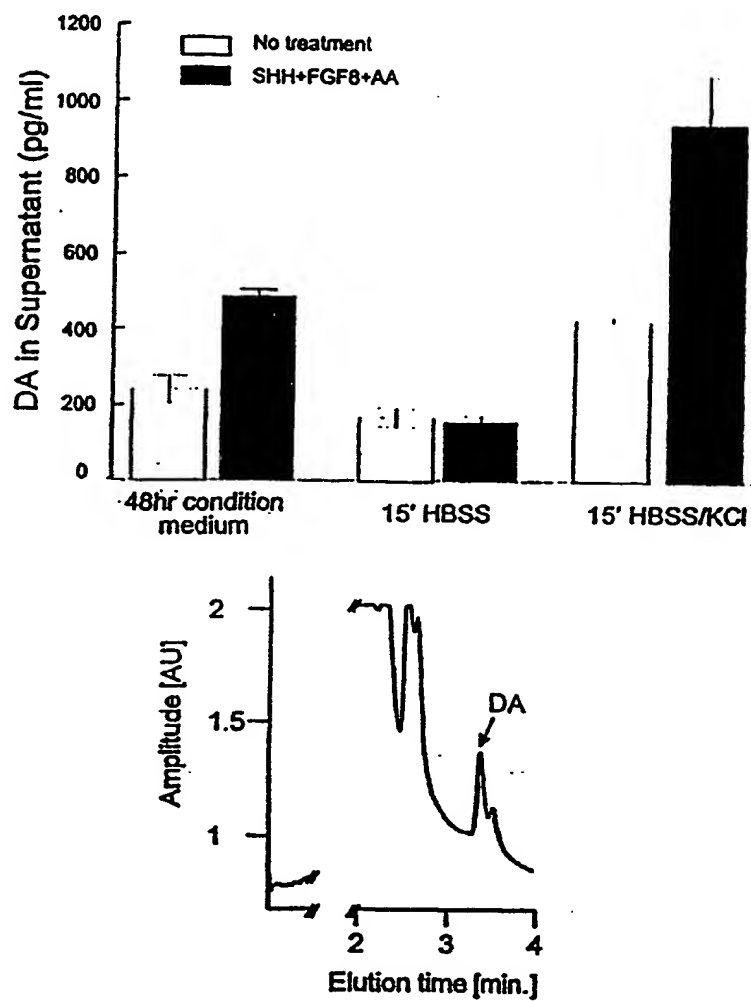 1200
1000
800
600
400
200
0
DA in Supernatant (pg/ml)
No treatment
SHH+FGF8+AA
48hr condition
medium
15' HBSS
15' HBSS/KCl
2
1.5
1
Amplitude [AU]
DA
2
3
4
Elution time [min.]